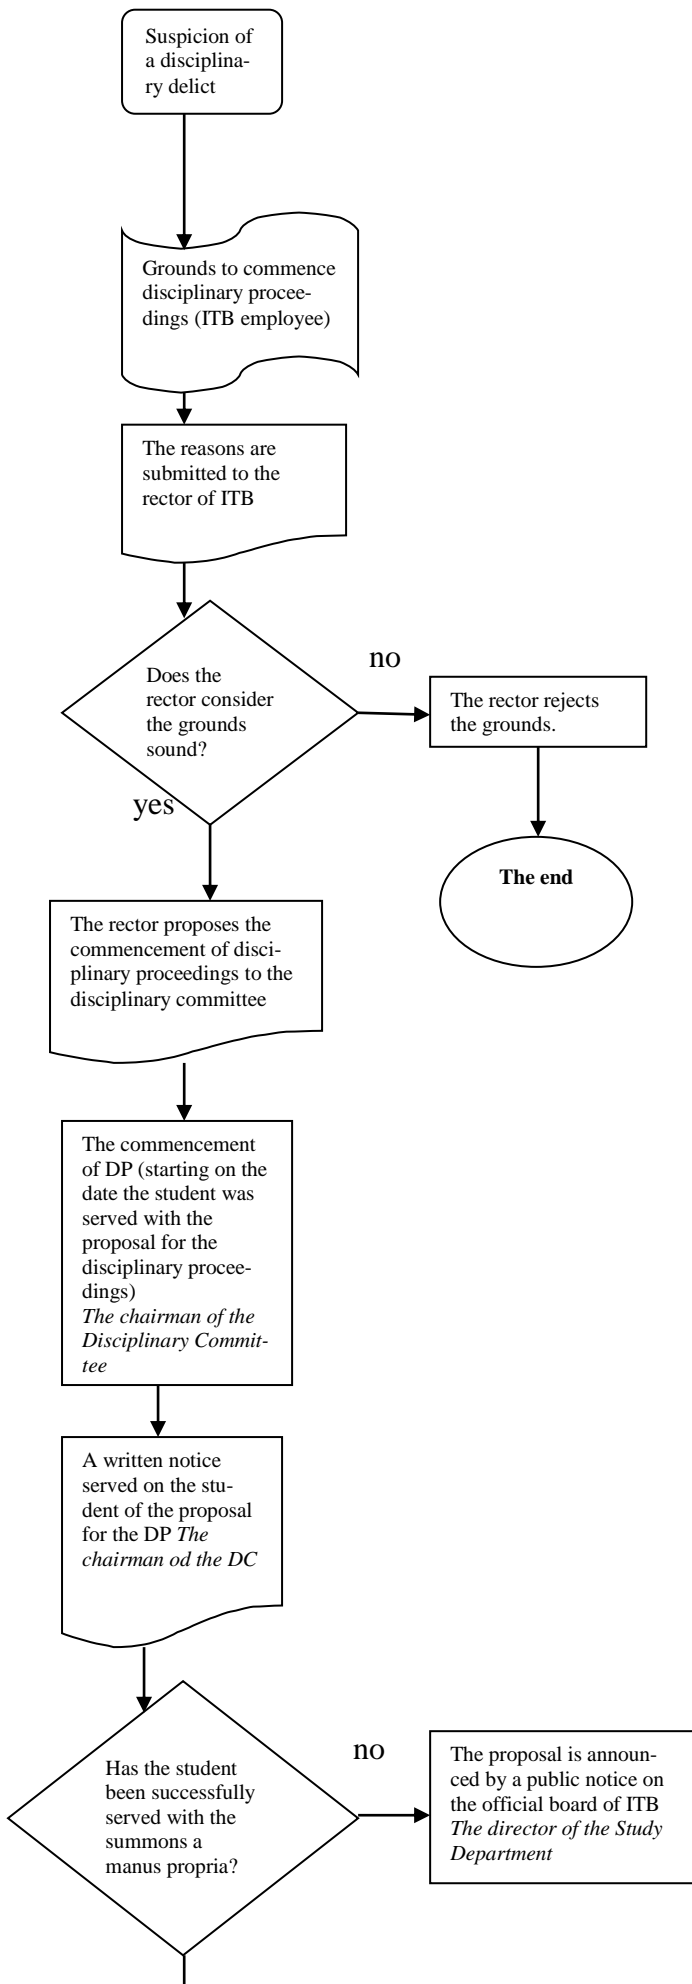 Suspicion of
a disciplina-
ry delict
Grounds to commence
disciplinary procee-
dings (ITB employee)
The reasons are
submitted to the
rector of ITB
Does the
rector consider
the grounds
sound?
no
The rector rejects
the grounds.
yes
The end
The rector proposes the
commencement of disci-
plinary proceedings to the
disciplinary committee
The commencement
of DP (starting on the
date the student was
served with the
proposal for the
disciplinary procee-
dings)
The chairman of the
Disciplinary Commit-
tee
A written notice
served on the stu-
dent of the proposal
for the DP The
chairman od the DC
Has the student
been successfully
served with the
summons a
manus propria?
no
The proposal is announ-
ced by a public notice on
the official board of ITB
The director of the Study
Department